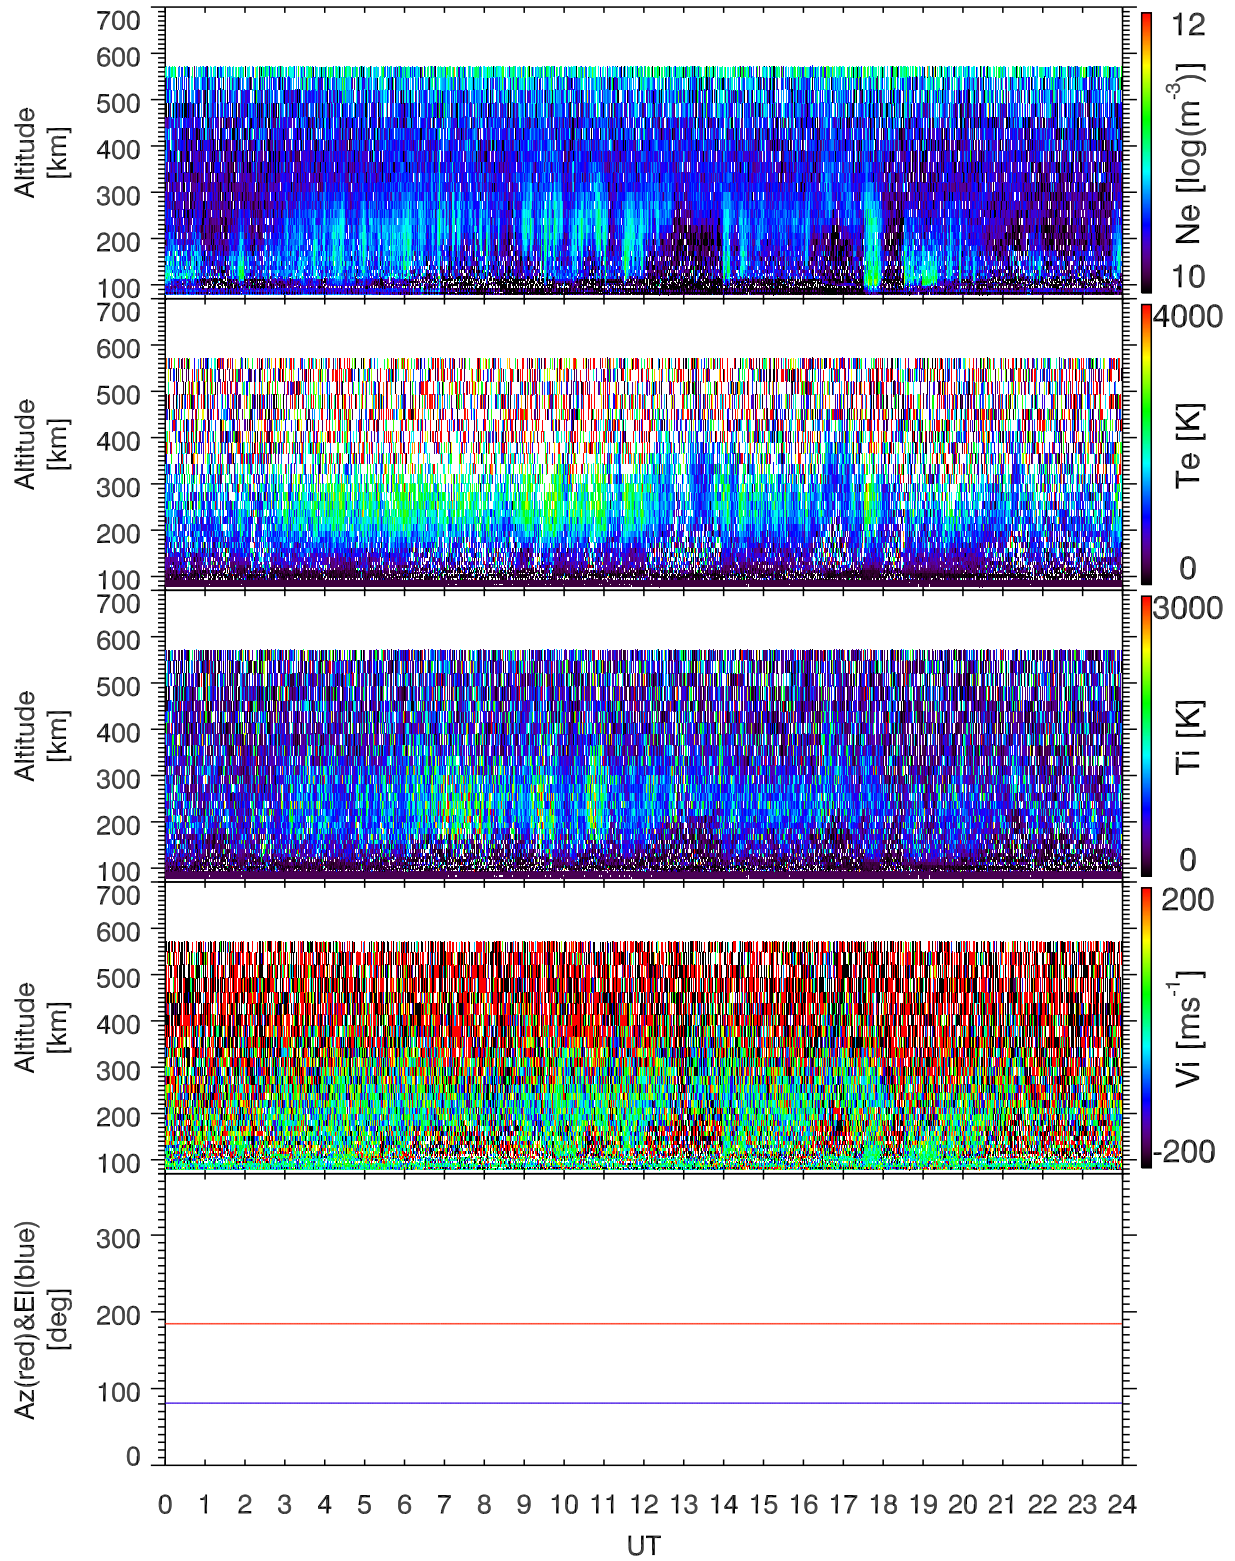 700
600
500
400
300
200
100
Altitude
[km]
12
Ne [log(m⁻³)]
10
700
600
500
400
300
200
100
Altitude
[km]
4000
Te [K]
0
700
600
500
400
300
200
100
Altitude
[km]
3000
Ti [K]
0
700
600
500
400
300
200
100
Altitude
[km]
200
Vi [ms⁻¹]
-200
300
200
100
0
Az(red)&El(blue)
[deg]
0 1 2 3 4 5 6 7 8 9 10 11 12 13 14 15 16 17 18 19 20 21 22 23 24
UT